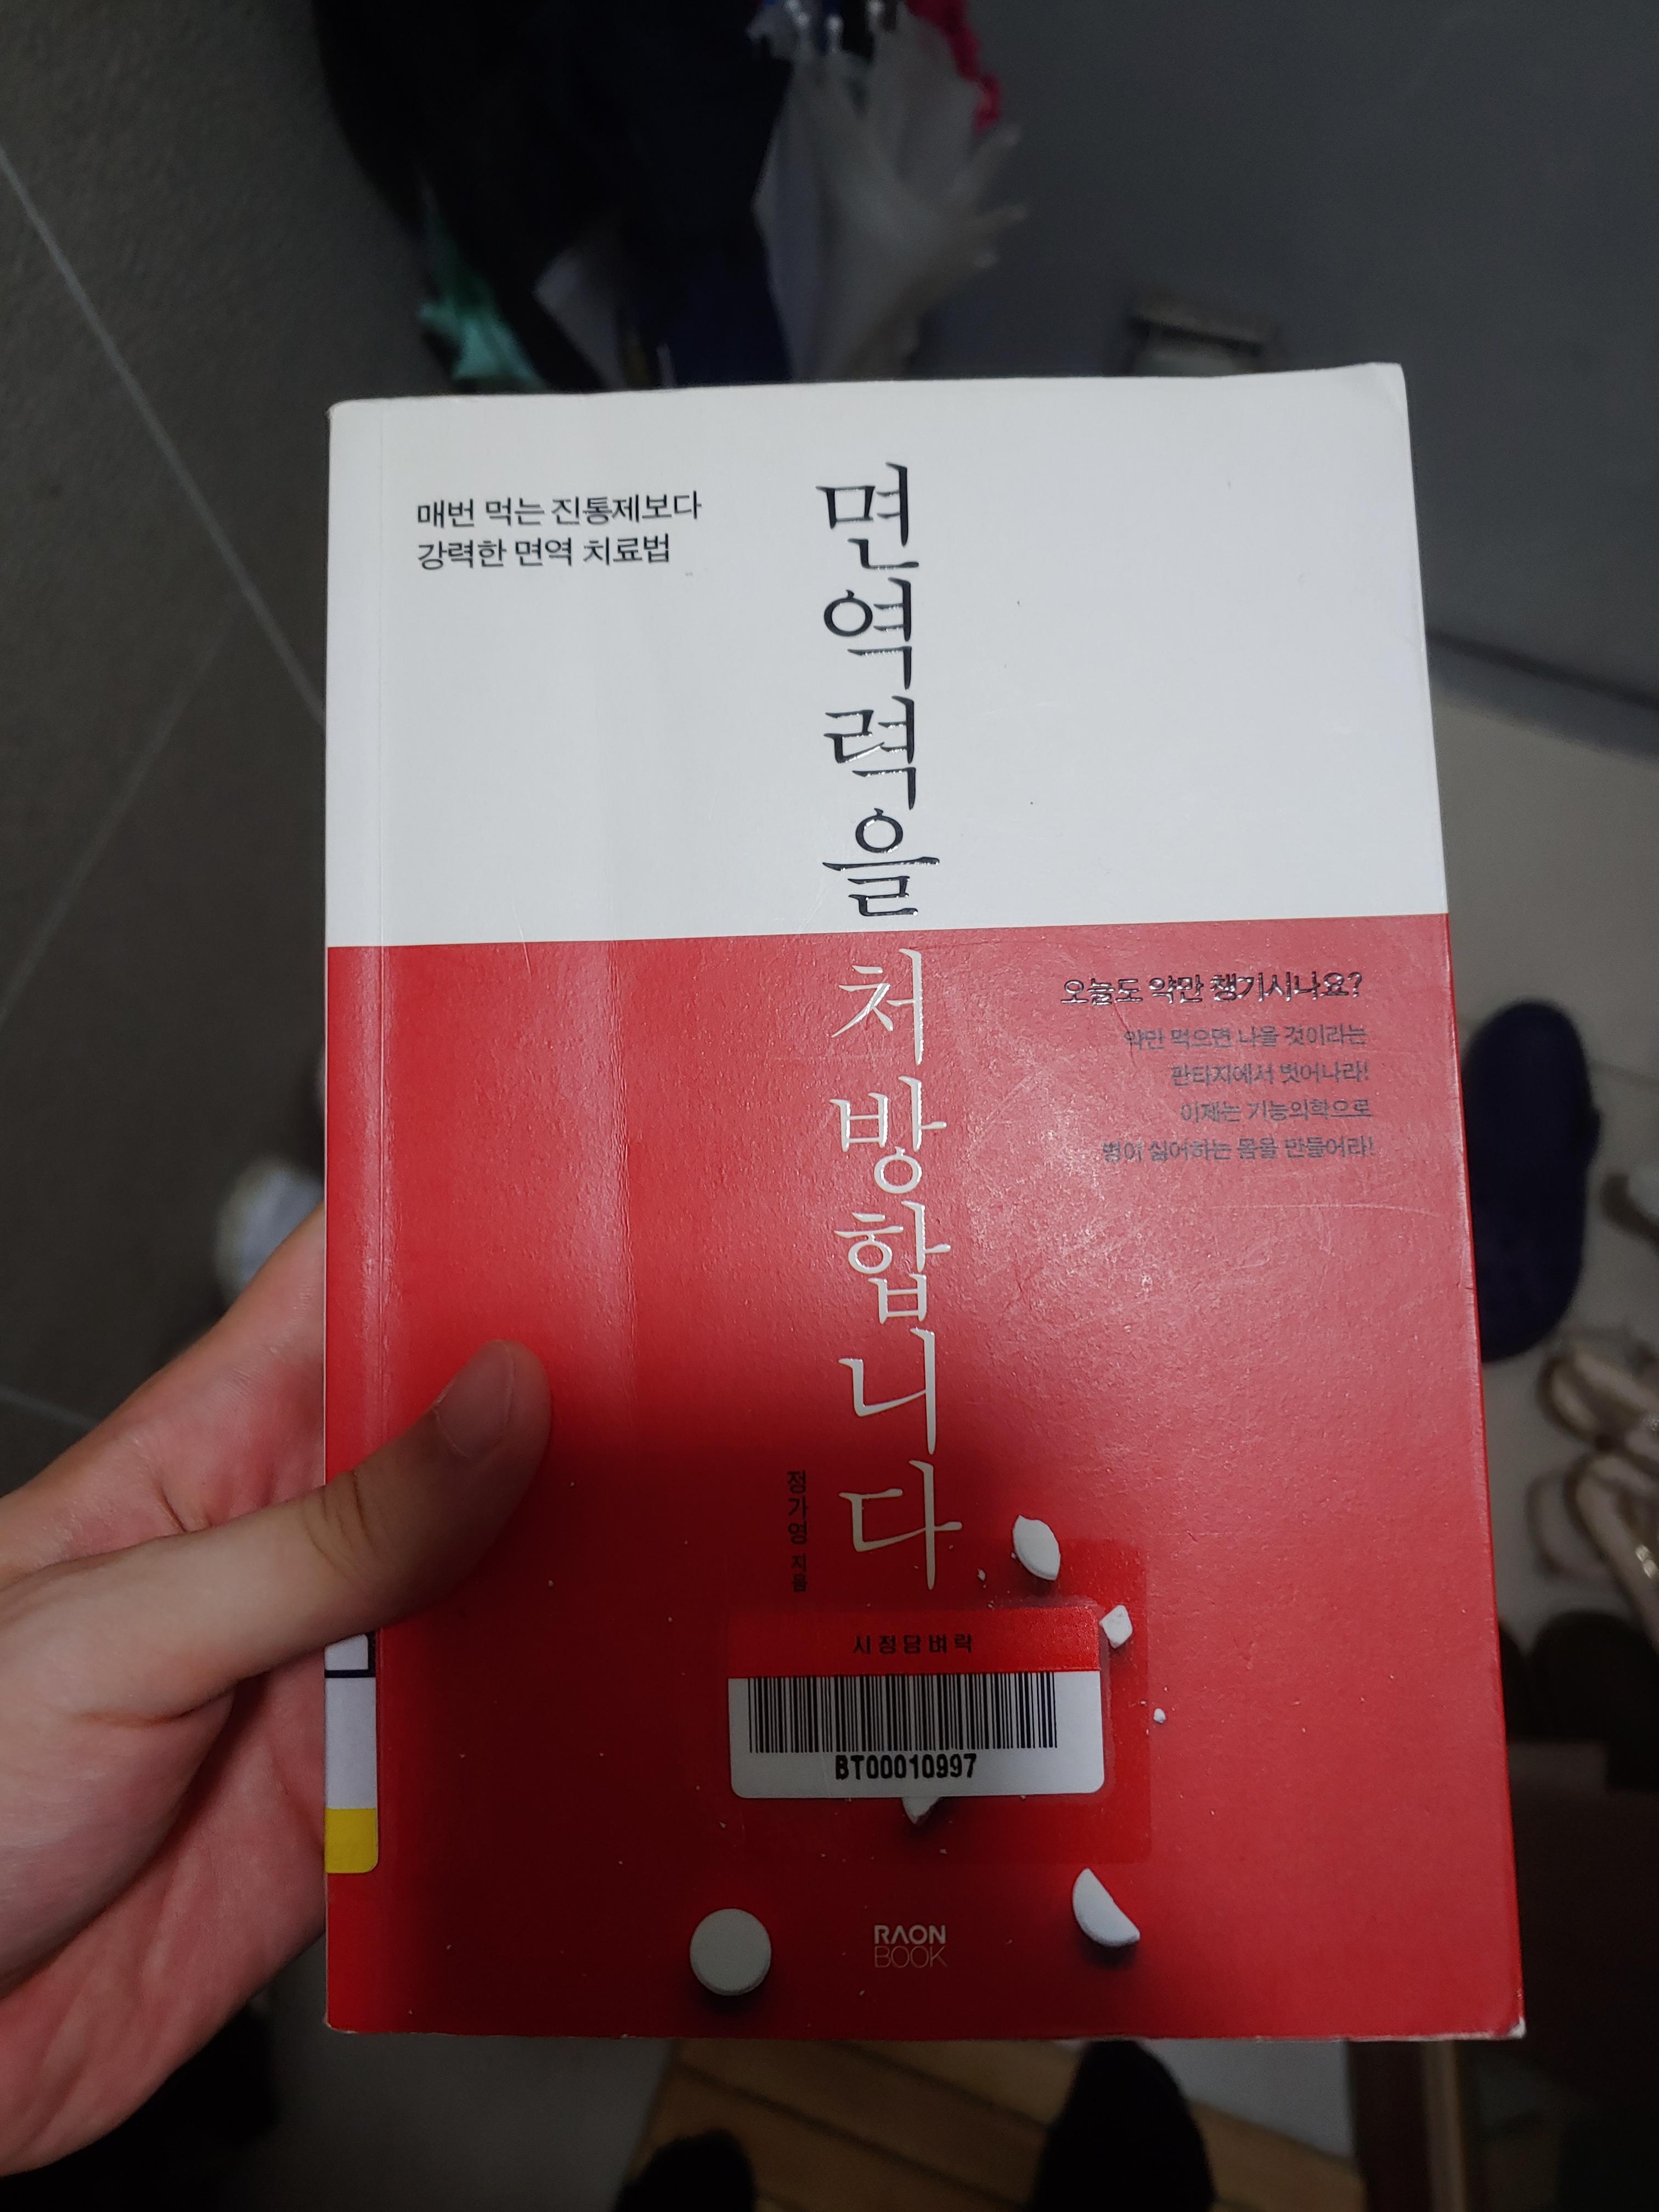 매번 먹는 진통제보다
강력한 면역 치료법
면역력을 처방합니다
오늘도 약만 챙기시나요?
약만 먹으면 나을 것이라는
판타지에서 벗어나라!
이제는 기능의학으로
병이 싫어하는 몸을 만들어라!
정가영 지음
시정담벼락
BT00010997
RAON
BOOK